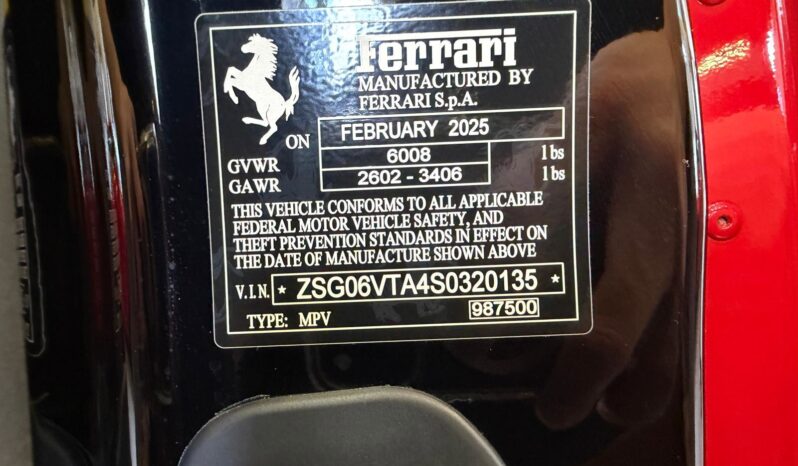 Ferrari
MANUFACTURED BY
FERRARI S.p.A.
ON FEBRUARY 2025
GVWR 6008 lbs
GAWR 2602 - 3406 lbs
THIS VEHICLE CONFORMS TO ALL APPLICABLE
FEDERAL MOTOR VEHICLE SAFETY, AND
THEFT PREVENTION STANDARDS IN EFFECT ON
THE DATE OF MANUFACTURE SHOWN ABOVE
V.I.N. * ZSG06VTA4S0320135 *
TYPE: MPV 987500